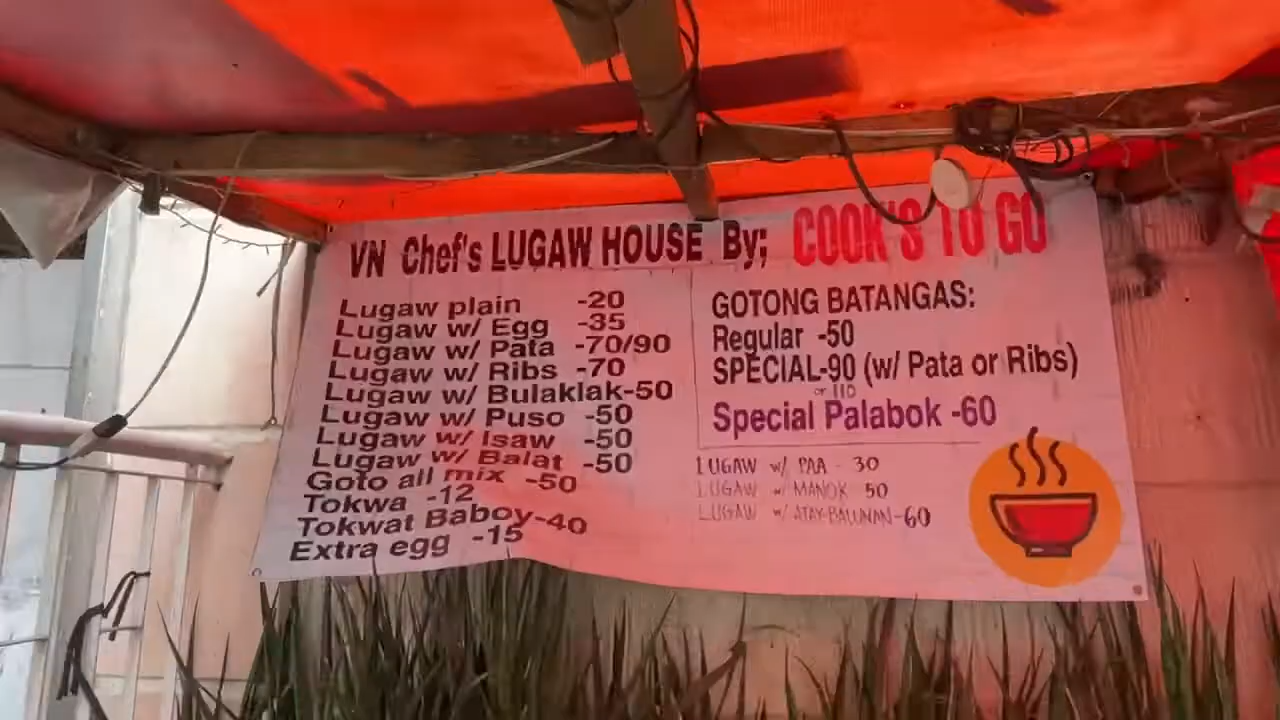 VN Chef's LUGAW HOUSE By; COOK'S TO GO
Lugaw plain -20
Lugaw w/ Egg -35
Lugaw w/ Pata -70/90
Lugaw w/ Ribs -70
Lugaw w/ Bulaklak-50
Lugaw w/ Puso -50
Lugaw w/ Isaw -50
Lugaw w/ Balat -50
Goto all mix -50
Tokwa -12
Tokwat Baboy-40
Extra egg -15
GOTONG BATANGAS:
Regular -50
SPECIAL-90 (w/ Pata or Ribs)
or 110
Special Palabok -60
LUGAW w/ PAA - 30
LUGAW w/ MANOK 50
LUGAW w/ ATAY-BALUNAN-60